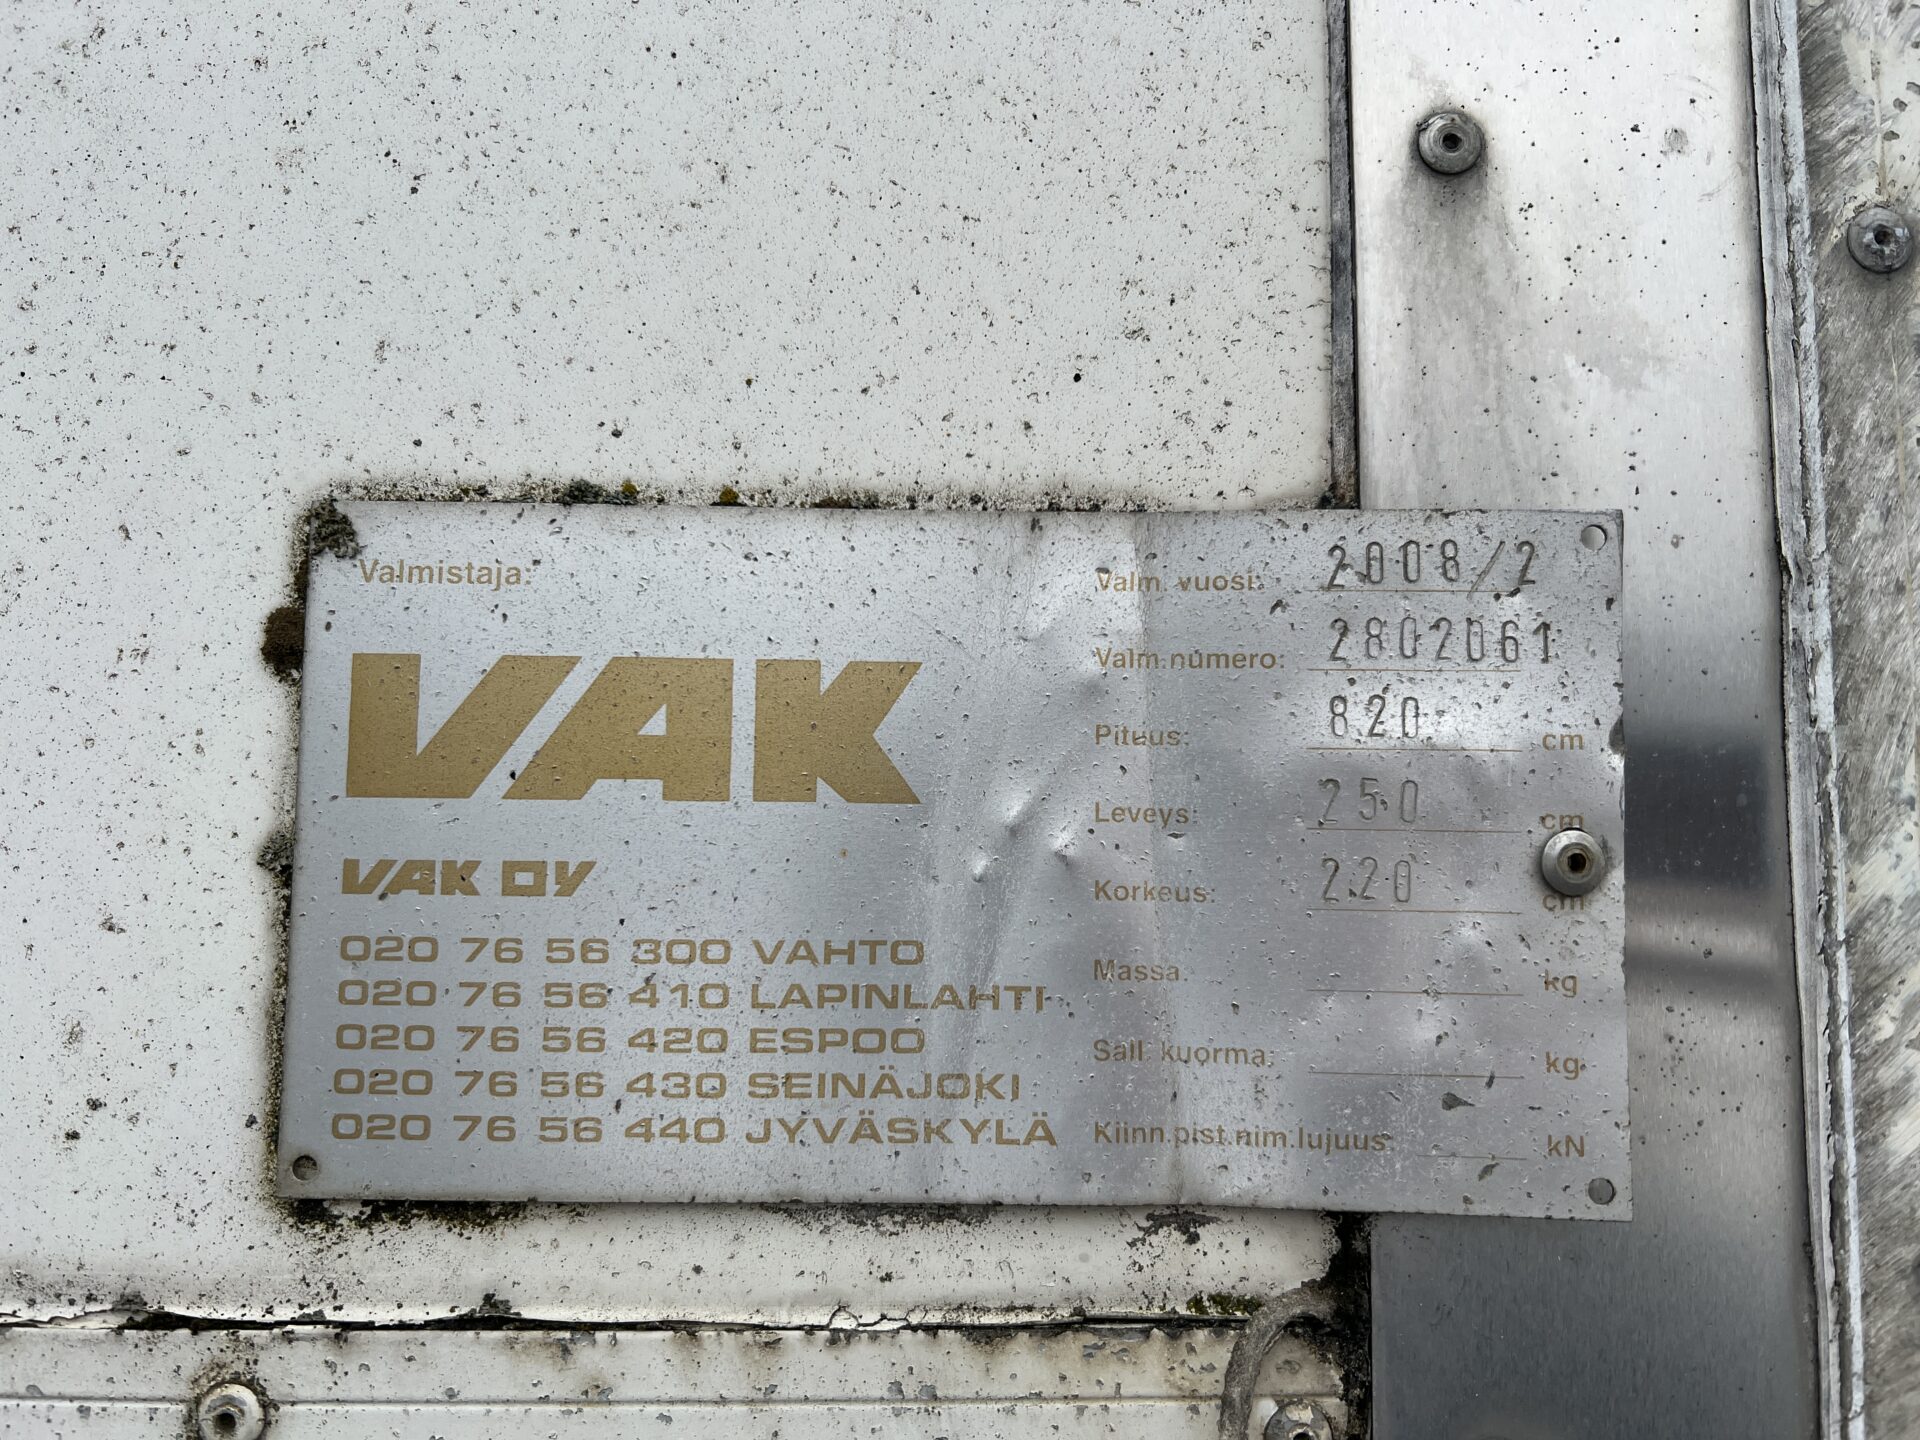 Valmistaja:
VAK
VAK OY
020 76 56 300 VAHTO
020 76 56 410 LAPINLAHTI
020 76 56 420 ESPOO
020 76 56 430 SEINÄJOKI
020 76 56 440 JYVÄSKYLÄ
Valm. vuosi: 2008/2
Valm.numero: 2802061
Pituus: 820 cm
Leveys: 250 cm
Korkeus: 220 cm
Massa: kg
Sall. kuorma: kg
Kiinn.pist.nim.lujuus: kN